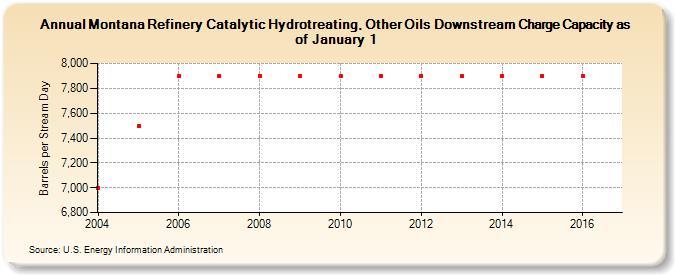 Annual Montana Refinery Catalytic Hydrotreating, Other Oils Downstream Charge Capacity as
of January 1
Barrels per Stream Day
8,000
7,800
7,600
7,400
7,200
7,000
6,800
2004 2006 2008 2010 2012 2014 2016
Source: U.S. Energy Information Administration